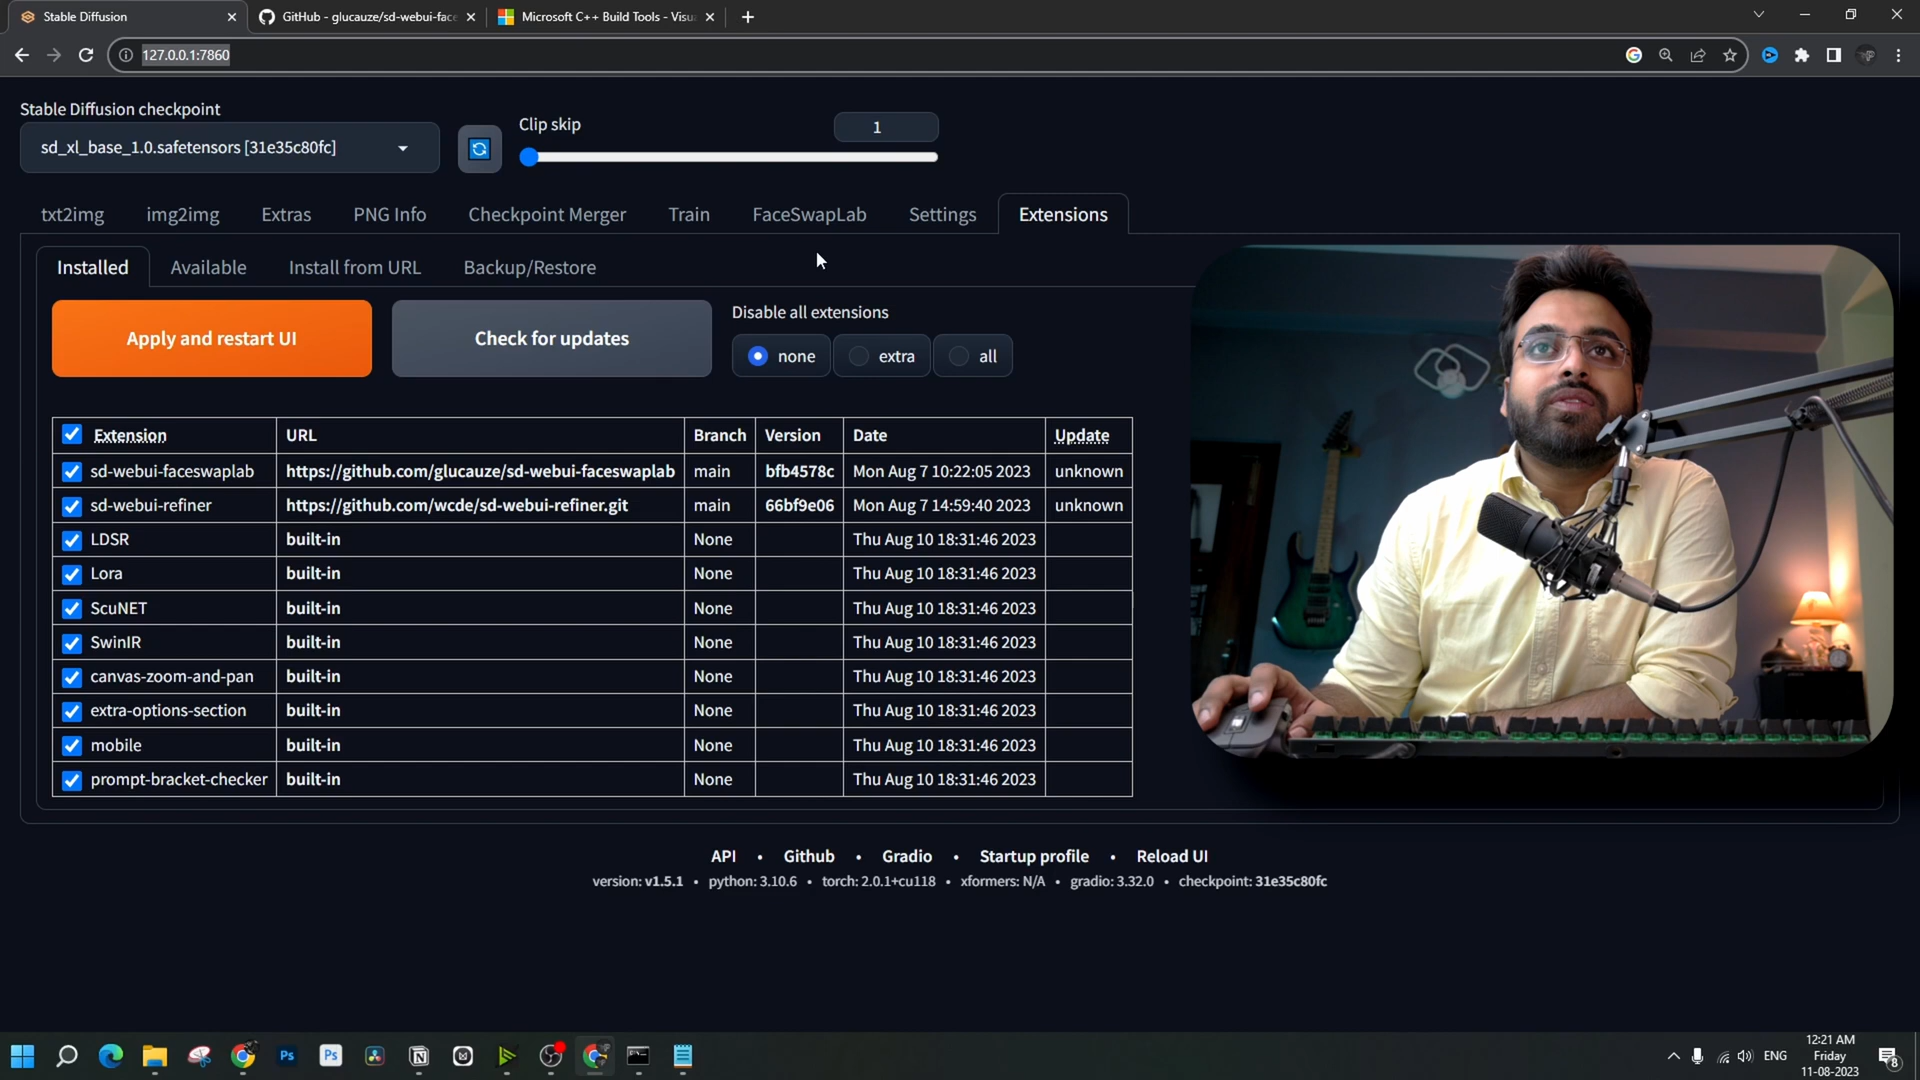 Stable Diffusion
GitHub - glucauze/sd-webui-face
Microsoft C++ Build Tools - Visu
127.0.0.1:7860
Stable Diffusion checkpoint
sd_xl_base_1.0.safetensors [31e35c80fc]
Clip skip
1
txt2img img2img Extras PNG Info Checkpoint Merger Train FaceSwapLab Settings Extensions
Installed Available Install from URL Backup/Restore
Apply and restart UI
Check for updates
Disable all extensions
none extra all
Extension URL Branch Version Date Update
sd-webui-faceswaplab https://github.com/glucauze/sd-webui-faceswaplab main bfb4578c Mon Aug 7 10:22:05 2023 unknown
sd-webui-refiner https://github.com/wcde/sd-webui-refiner.git main 66bf9e06 Mon Aug 7 14:59:40 2023 unknown
LDSR built-in None Thu Aug 10 18:31:46 2023
Lora built-in None Thu Aug 10 18:31:46 2023
ScuNET built-in None Thu Aug 10 18:31:46 2023
SwinIR built-in None Thu Aug 10 18:31:46 2023
canvas-zoom-and-pan built-in None Thu Aug 10 18:31:46 2023
extra-options-section built-in None Thu Aug 10 18:31:46 2023
mobile built-in None Thu Aug 10 18:31:46 2023
prompt-bracket-checker built-in None Thu Aug 10 18:31:46 2023
API • Github • Gradio • Startup profile • Reload UI
version: v1.5.1 • python: 3.10.6 • torch: 2.0.1+cu118 • xformers: N/A • gradio: 3.32.0 • checkpoint: 31e35c80fc
Ps
Ps
ENG
12:21 AM
Friday
11-08-2023
8